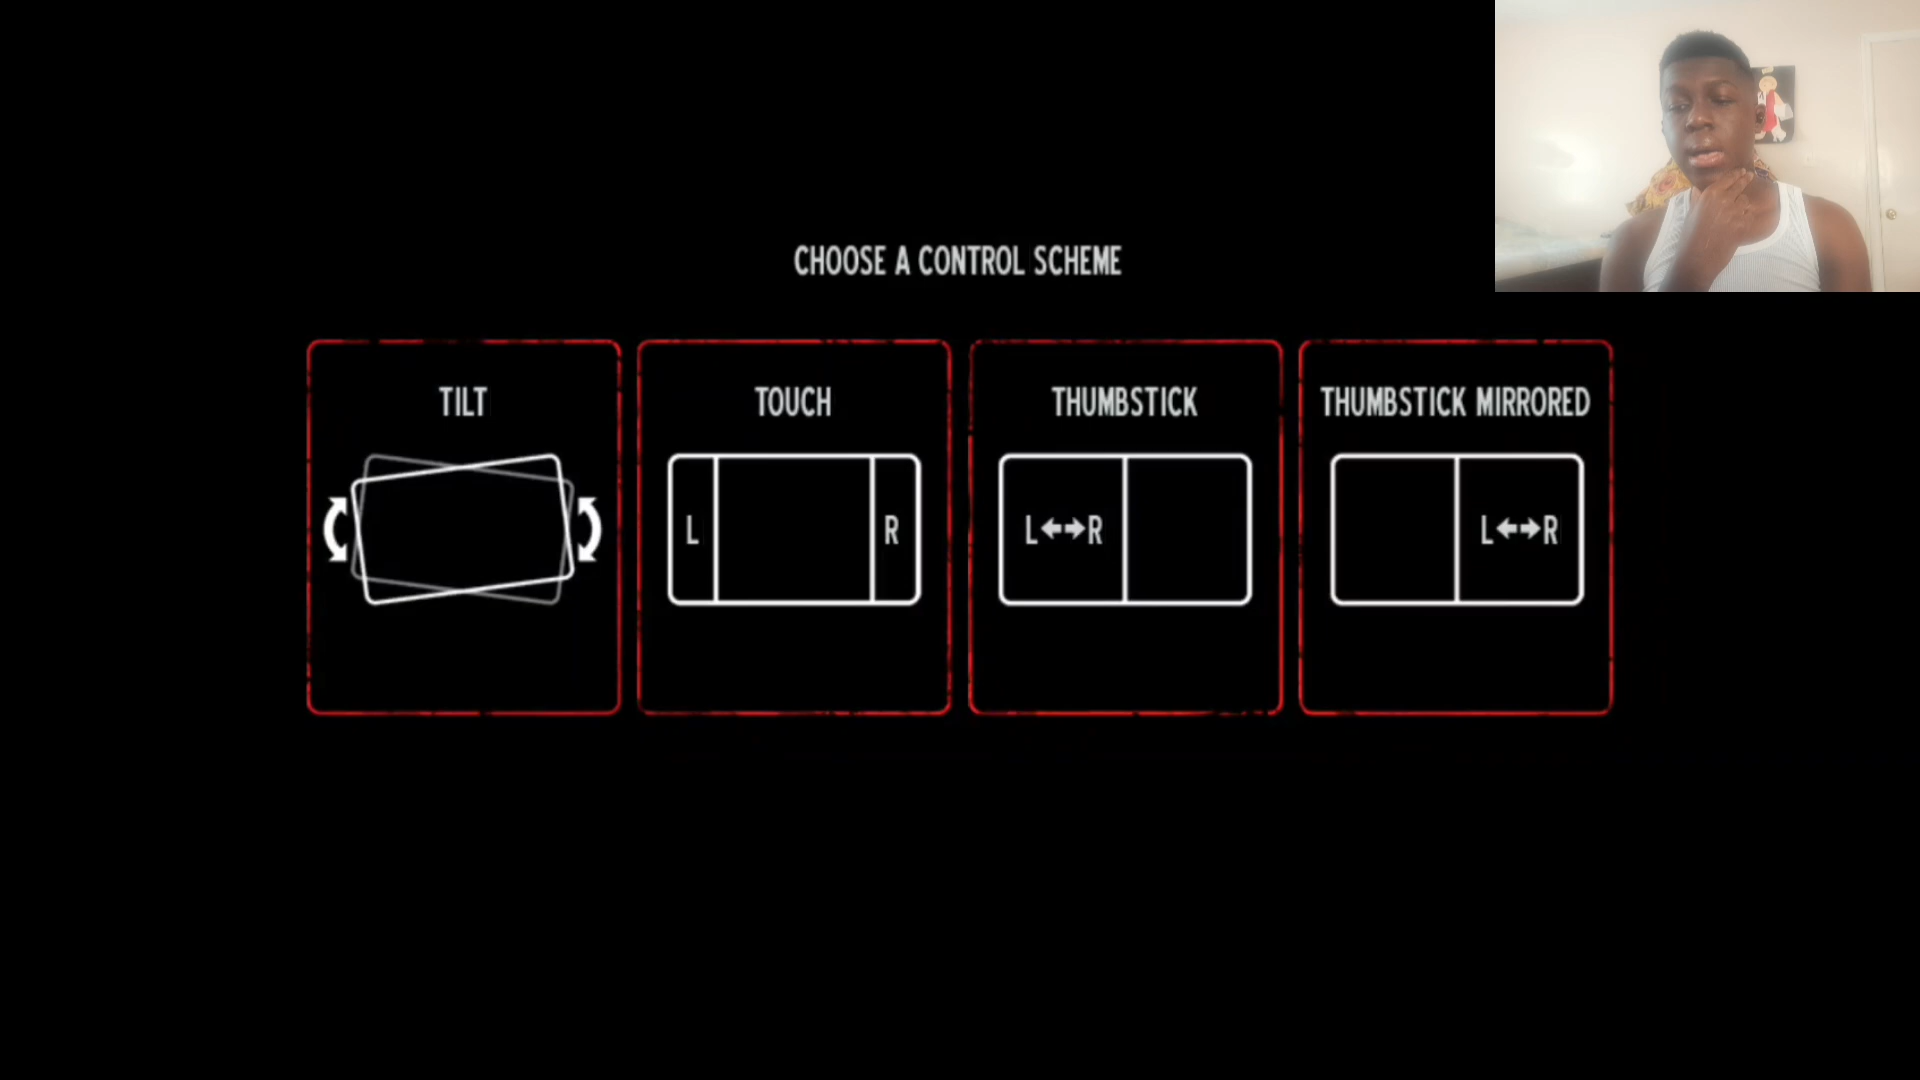 CHOOSE A CONTROL SCHEME
TILT
TOUCH
THUMBSTICK
THUMBSTICK MIRRORED
L
R
L↔R
L↔R